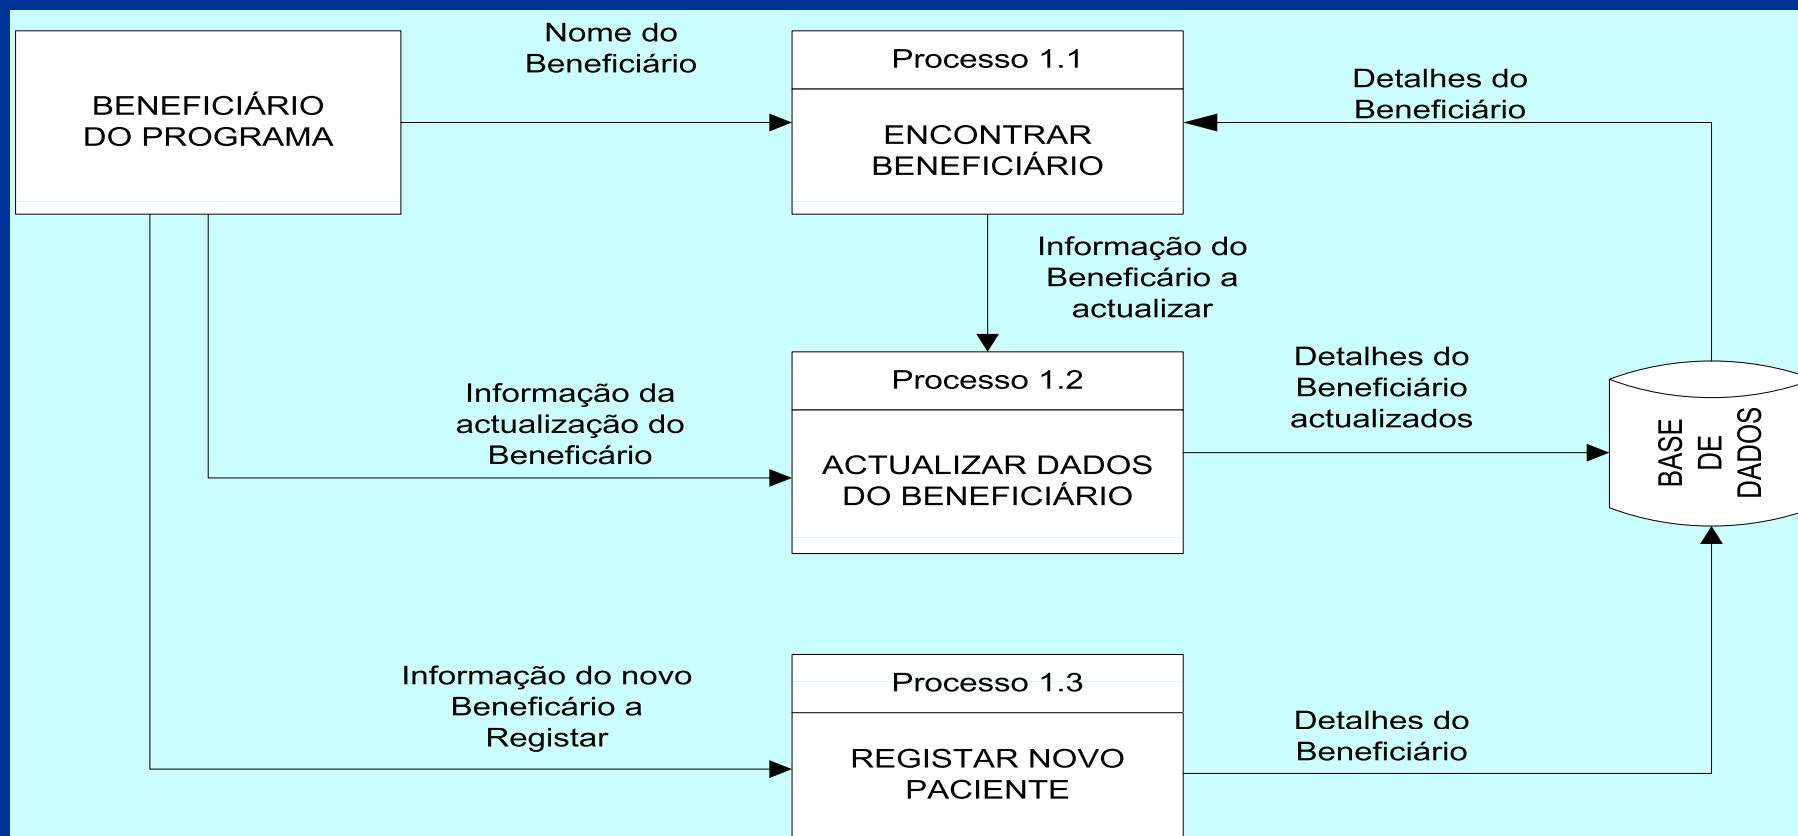 BENEFICIÁRIO
DO PROGRAMA
Nome do
Beneficiário
Processo 1.1
ENCONTRAR
BENEFICIÁRIO
Detalhes do
Beneficiário
Informação do
Beneficário a
actualizar
Informação da
actualização do
Beneficário
Processo 1.2
ACTUALIZAR DADOS
DO BENEFICIÁRIO
Detalhes do
Beneficiário
actualizados
BASE
DE
DADOS
Informação do novo
Beneficário a
Registar
Processo 1.3
REGISTAR NOVO
PACIENTE
Detalhes do
Beneficiário